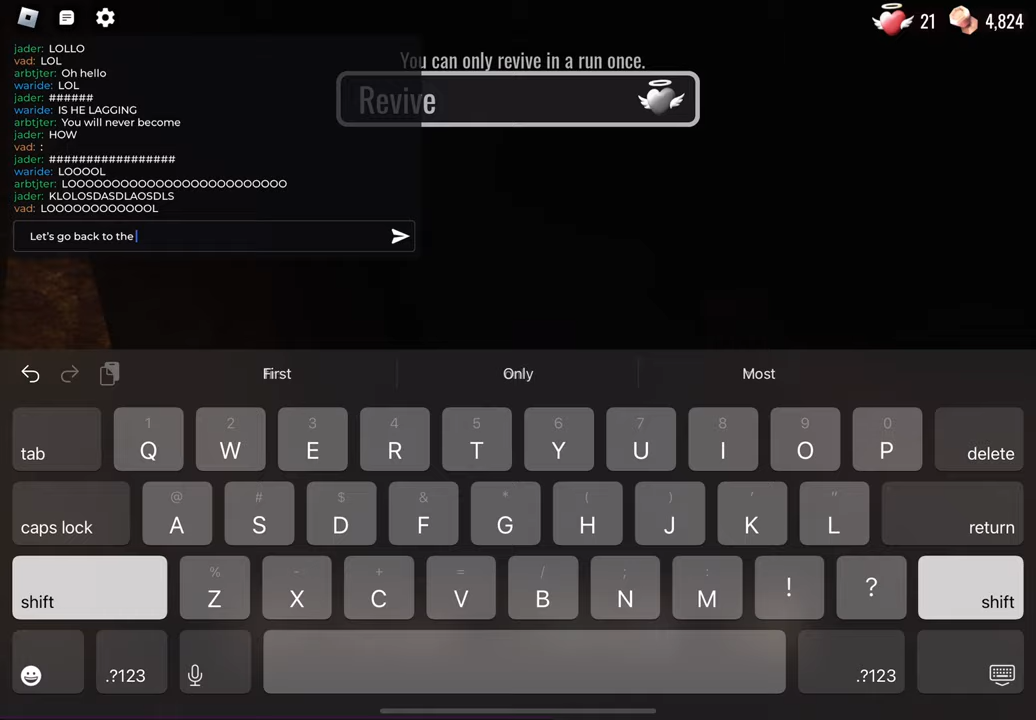 21
4,824
You can only revive in a run once.
Revive
jader: LOLLO
vad: LOL
arbtjter: Oh hello
waride: LOL
jader: ######
waride: IS HE LAGGING
arbtjter: You will never become
jader: HOW
vad: :
jader: #################
waride: LOOOOL
arbtjter: LOOOOOOOOOOOOOOOOOOOOOOOOO
jader: KLOLOSDASDLAOSDLS
vad: LOOOOOOOOOOOL
Let's go back to the
First Only Most
1 2 3 4 5 6 7 8 9 0
tab Q W E R T Y U I O P delete
@ # $ & * ( ) ' "
caps lock A S D F G H J K L return
% - + = / ; :
shift Z X C V B N M ! ? shift
.?123 .?123